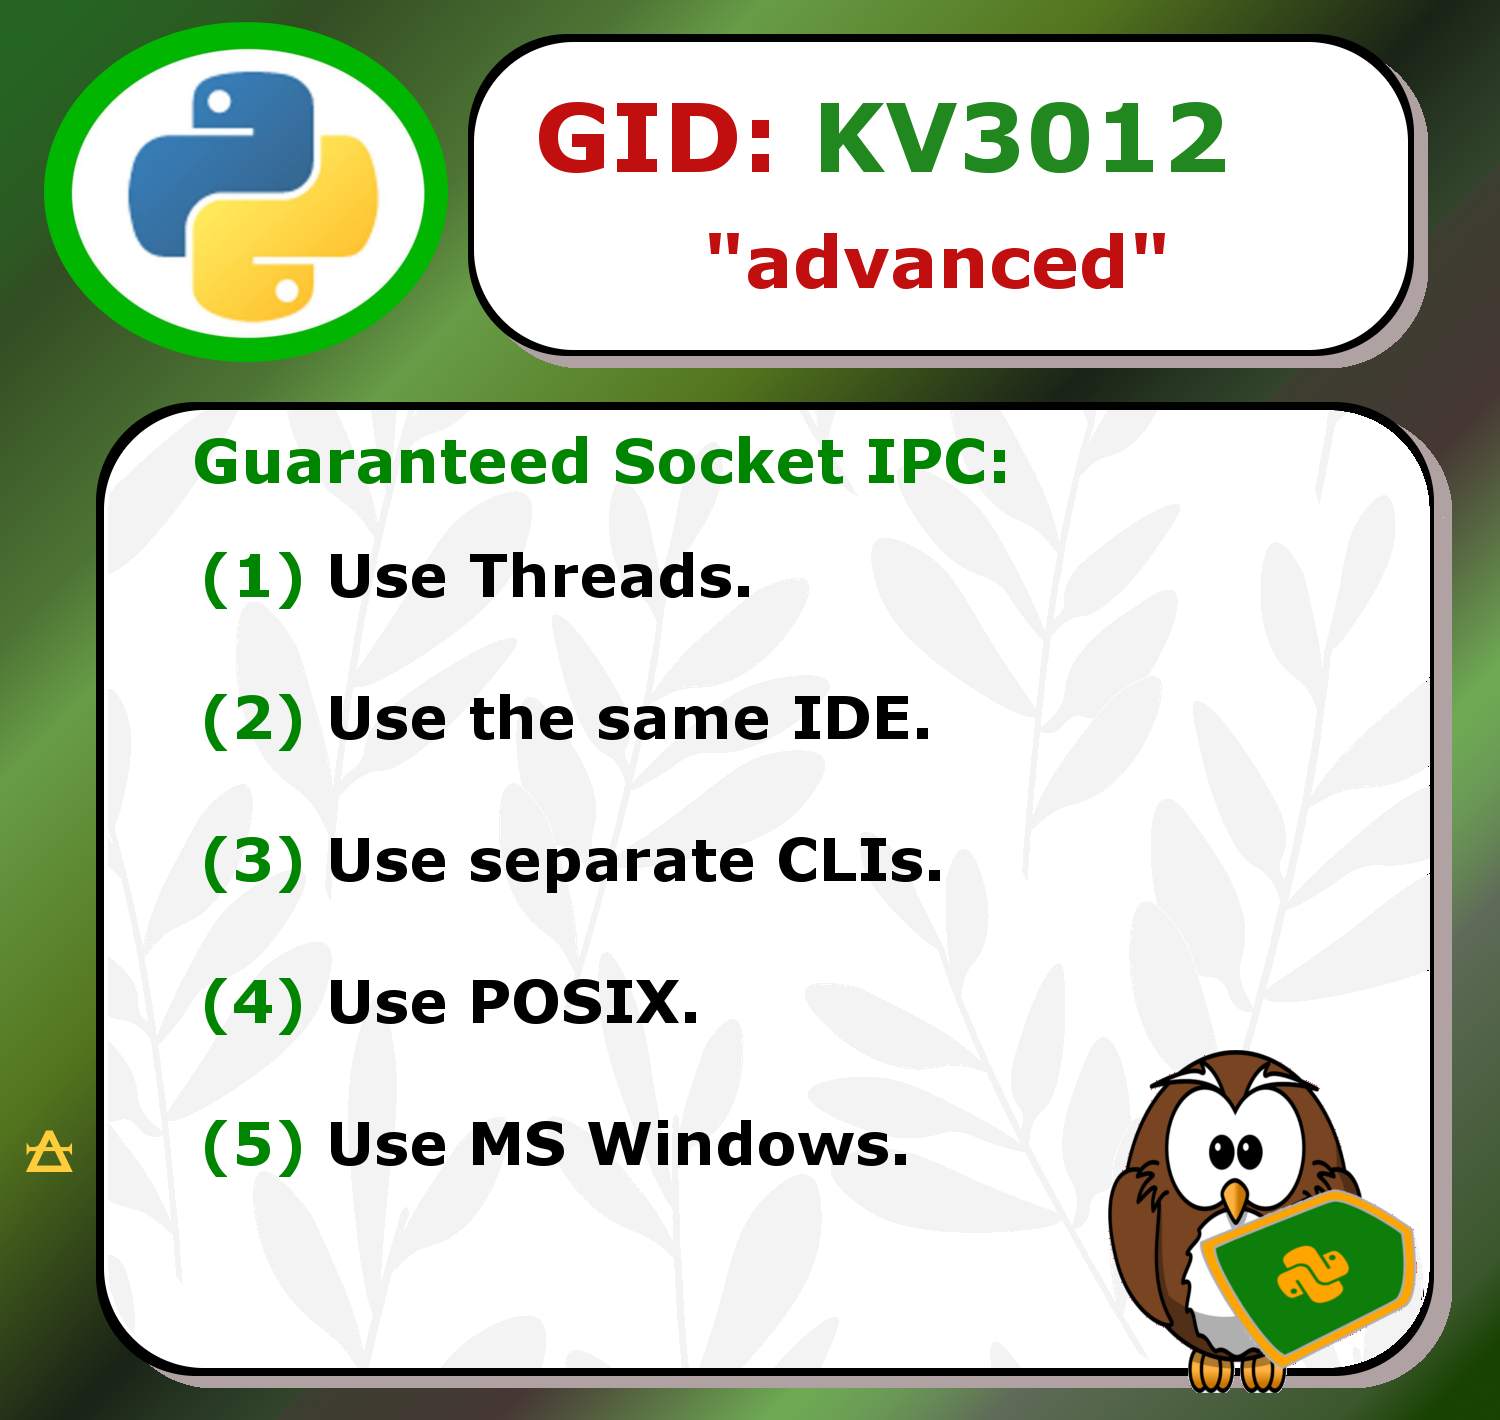 GID: KV3012
"advanced"
Guaranteed Socket IPC:
(1) Use Threads.
(2) Use the same IDE.
(3) Use separate CLIs.
(4) Use POSIX.
(5) Use MS Windows.